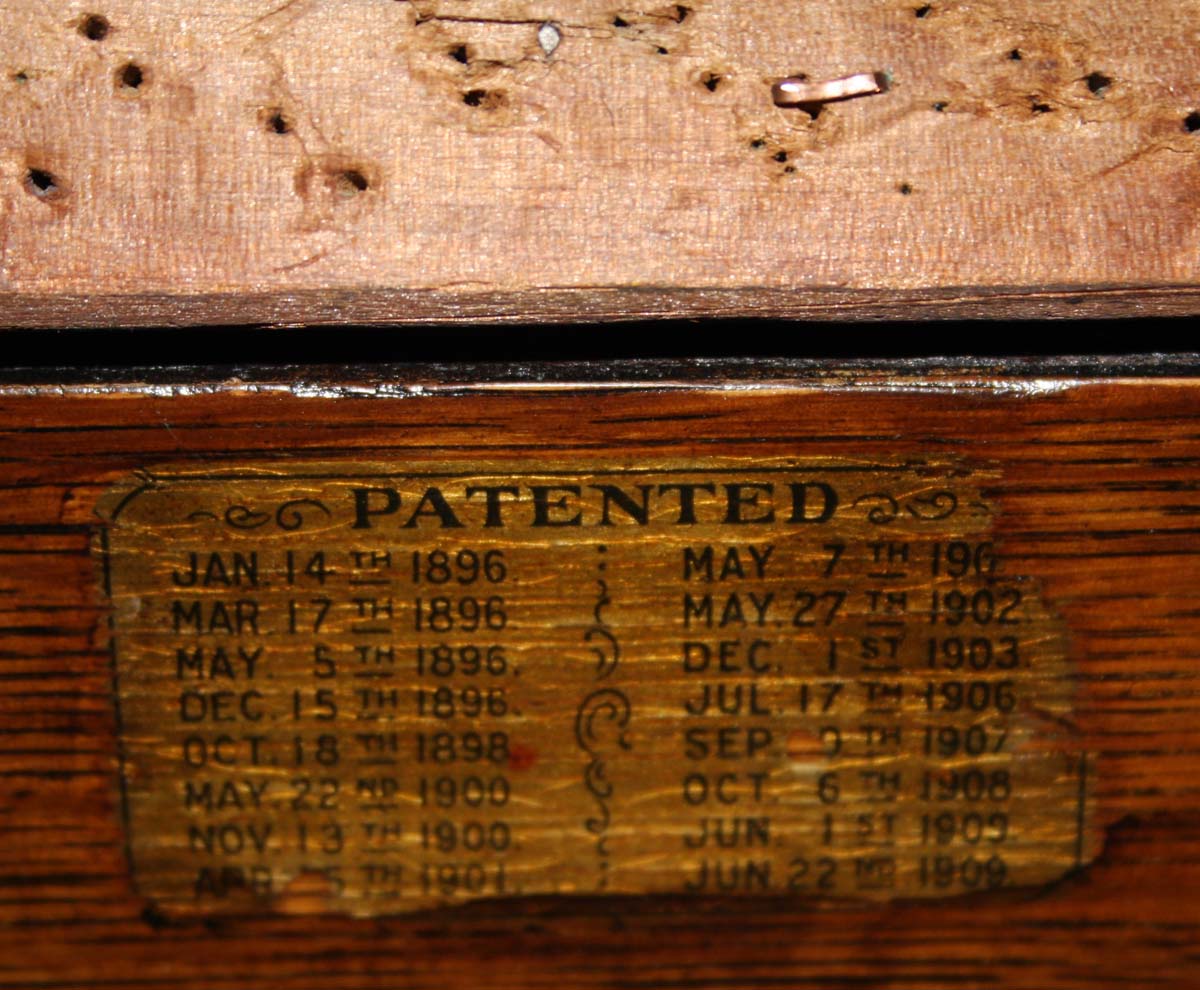 PATENTED
JAN. 14 TH 1896.
MAR. 17 TH 1896
MAY. 5 TH 1896.
DEC. 15 TH 1896.
OCT. 18 TH 1898
MAY. 22 ND 1900
NOV. 13 TH 1900.
APR. TH 1901.
MAY 7 TH
MAY. 27 TH 1902.
DEC. 1 ST 1903.
JUL. 17 TH 1906
SEP. TH 1907
OCT. 6 TH 1908
JUN. 1 ST 1909.
JUN. 22 ND 1909.